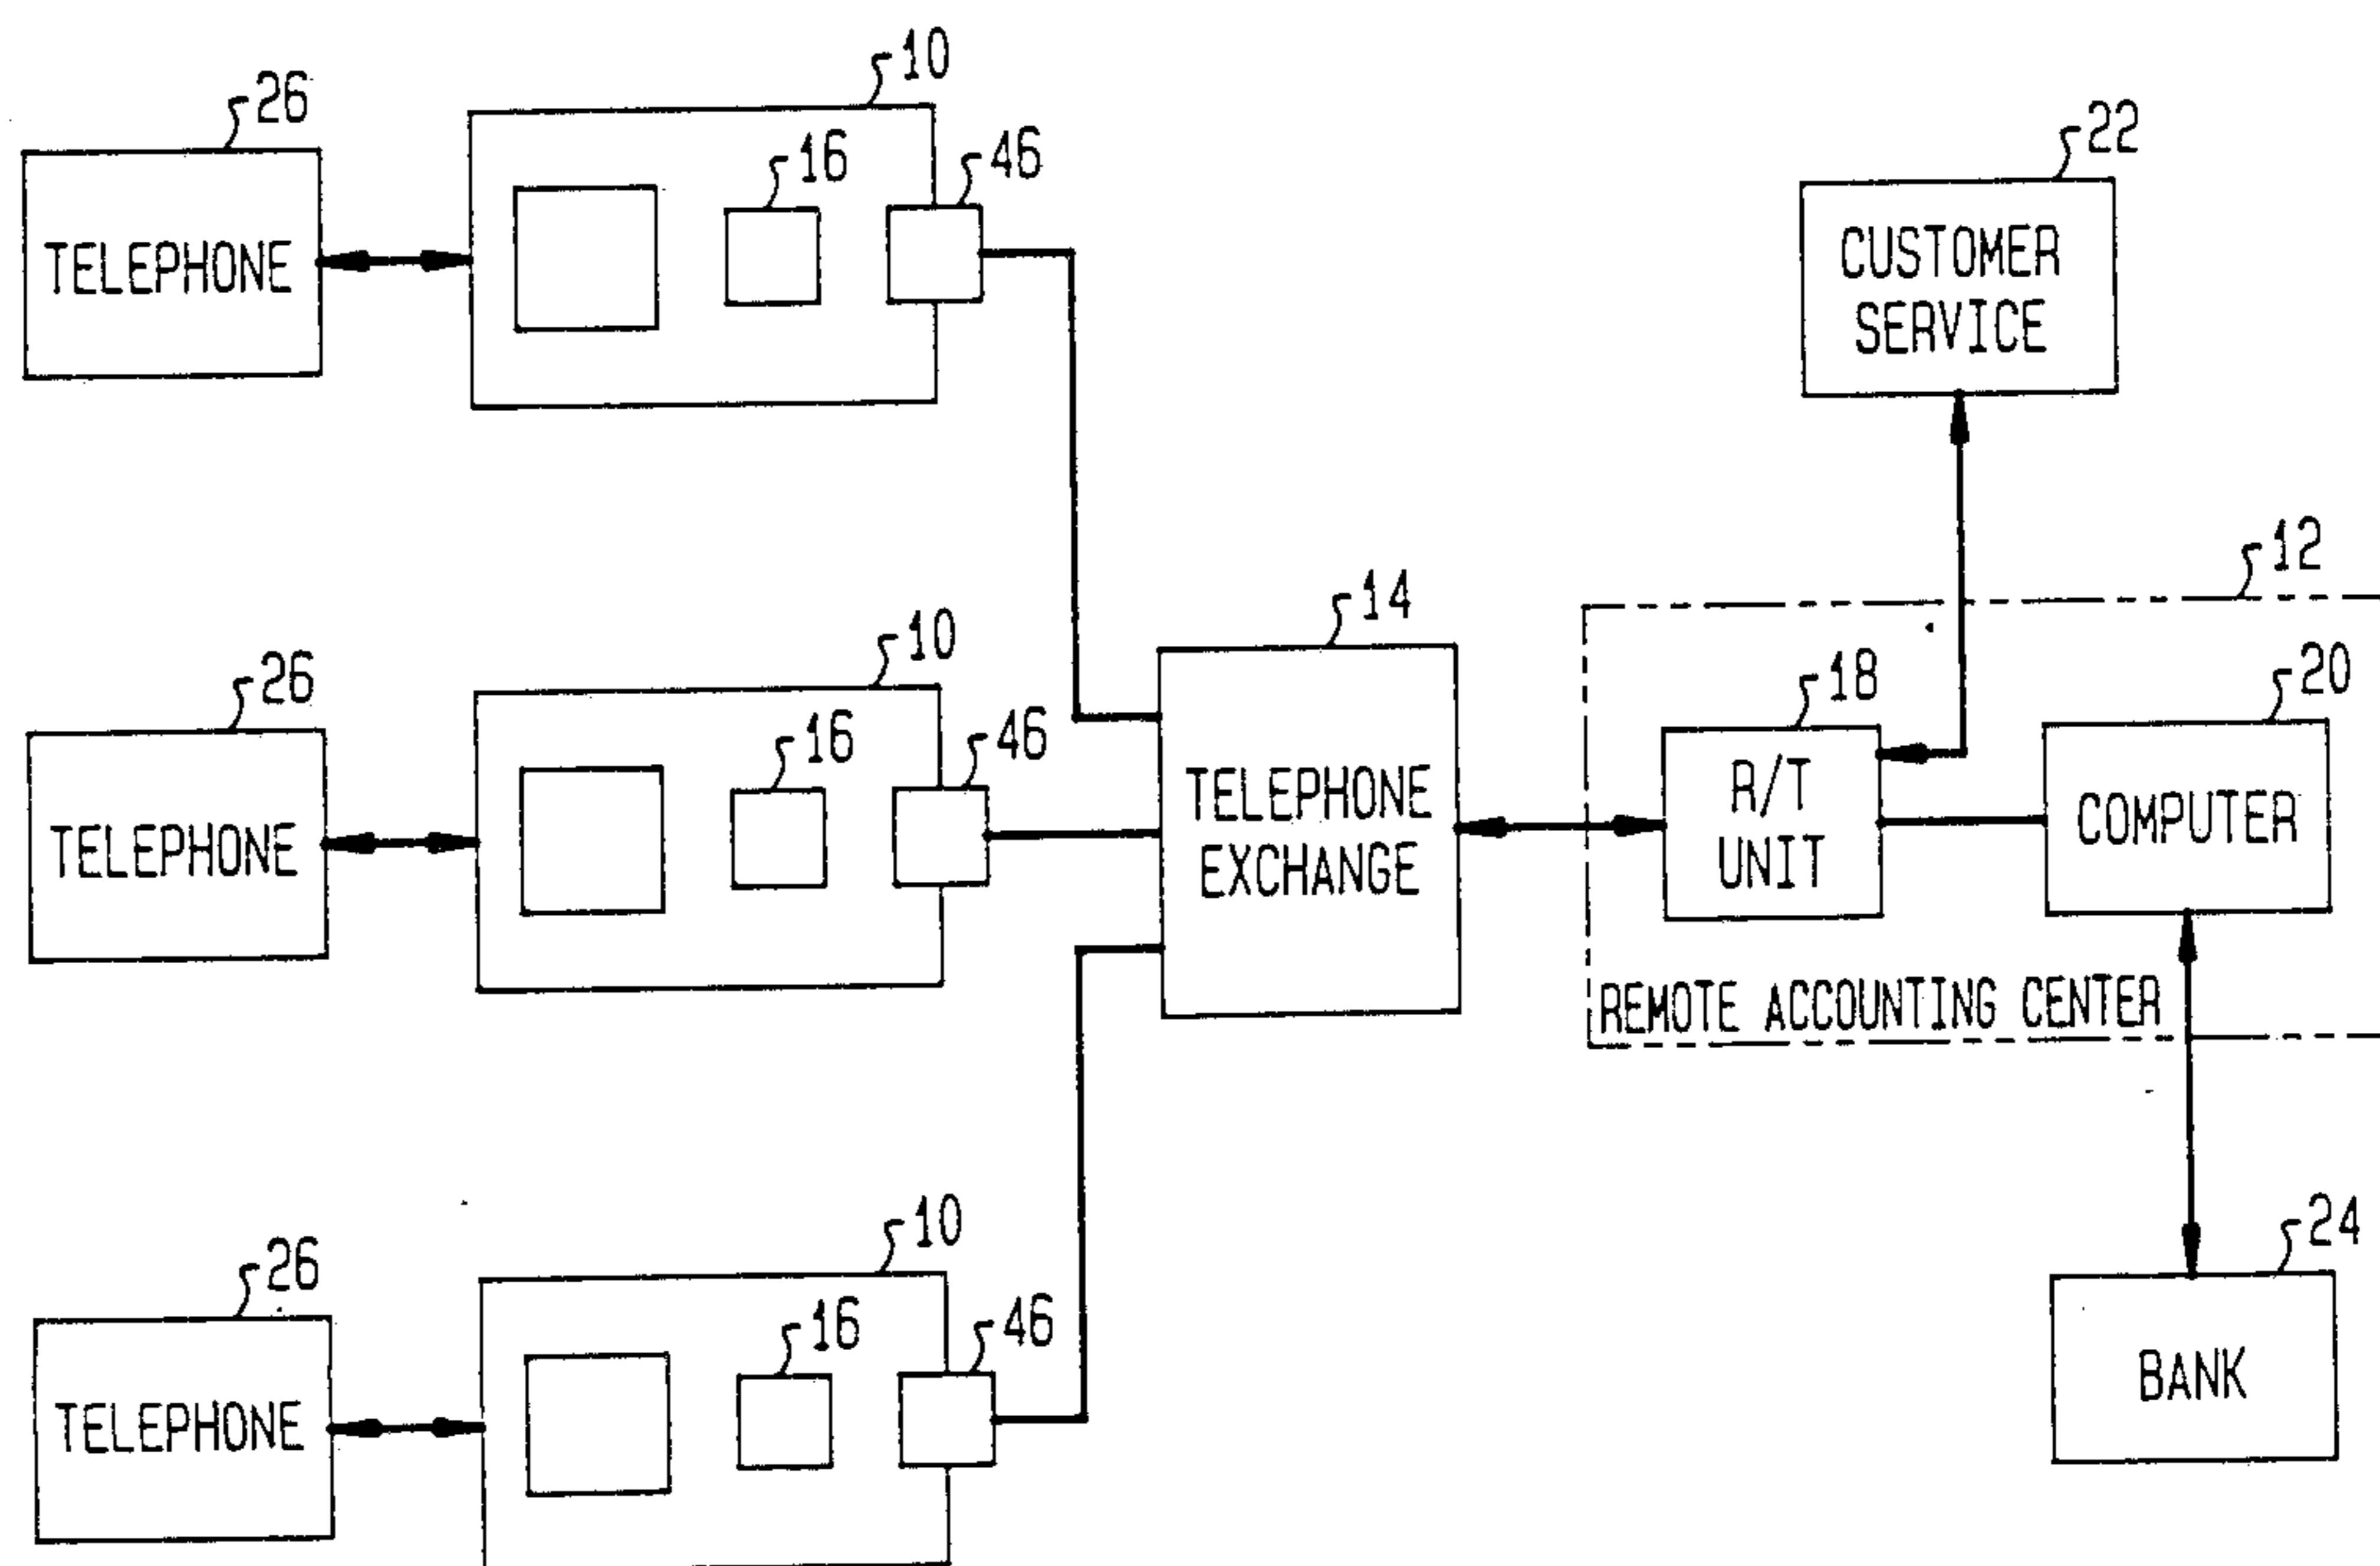 10
26
16
46
22
TELEPHONE
CUSTOMER
SERVICE
12
14
10
26
16
46
18
20
TELEPHONE
TELEPHONE
EXCHANGE
R/T
UNIT
COMPUTER
REMOTE ACCOUNTING CENTER
10
26
16
46
24
TELEPHONE
BANK